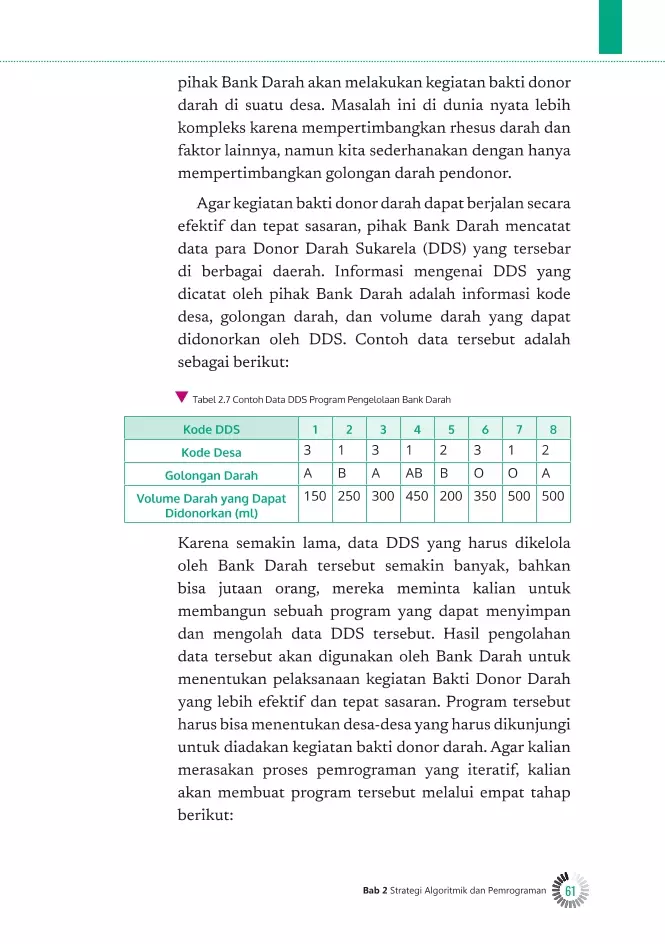 pihak Bank Darah akan melakukan kegiatan bakti donor
darah di suatu desa. Masalah ini di dunia nyata lebih
kompleks karena mempertimbangkan rhesus darah dan
faktor lainnya, namun kita sederhanakan dengan hanya
mempertimbangkan golongan darah pendonor.
Agar kegiatan bakti donor darah dapat berjalan secara
efektif dan tepat sasaran, pihak Bank Darah mencatat
data para Donor Darah Sukarela (DDS) yang tersebar
di berbagai daerah. Informasi mengenai DDS yang
dicatat oleh pihak Bank Darah adalah informasi kode
desa, golongan darah, dan volume darah yang dapat
didonorkan oleh DDS. Contoh data tersebut adalah
sebagai berikut:
Tabel 2.7 Contoh Data DDS Program Pengelolaan Bank Darah
Kode DDS 1 2 3 4 5 6 7 8
Kode Desa 3 1 3 1 2 3 1 2
Golongan Darah A B A AB B O O A
Volume Darah yang Dapat 150 250 300 450 200 350 500 500
Didonorkan (ml)
Karena semakin lama, data DDS yang harus dikelola
oleh Bank Darah tersebut semakin banyak, bahkan
bisa jutaan orang, mereka meminta kalian untuk
membangun sebuah program yang dapat menyimpan
dan mengolah data DDS tersebut. Hasil pengolahan
data tersebut akan digunakan oleh Bank Darah untuk
menentukan pelaksanaan kegiatan Bakti Donor Darah
yang lebih efektif dan tepat sasaran. Program tersebut
harus bisa menentukan desa-desa yang harus dikunjungi
untuk diadakan kegiatan bakti donor darah. Agar kalian
merasakan proses pemrograman yang iteratif, kalian
akan membuat program tersebut melalui empat tahap
berikut:
Bab 2 Strategi Algoritmik dan Pemrograman 61